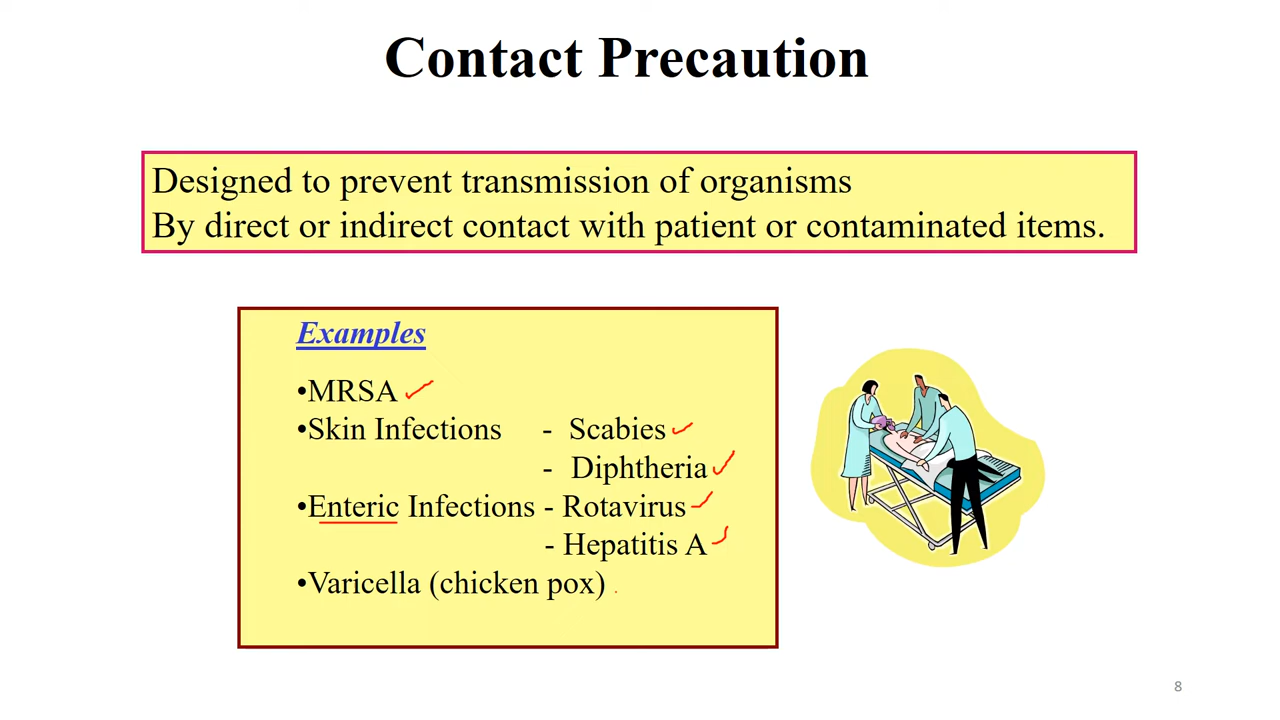 Contact Precaution
Designed to prevent transmission of organisms
By direct or indirect contact with patient or contaminated items.
Examples
•MRSA
•Skin Infections - Scabies
- Diphtheria
•Enteric Infections - Rotavirus
- Hepatitis A
•Varicella (chicken pox)
8